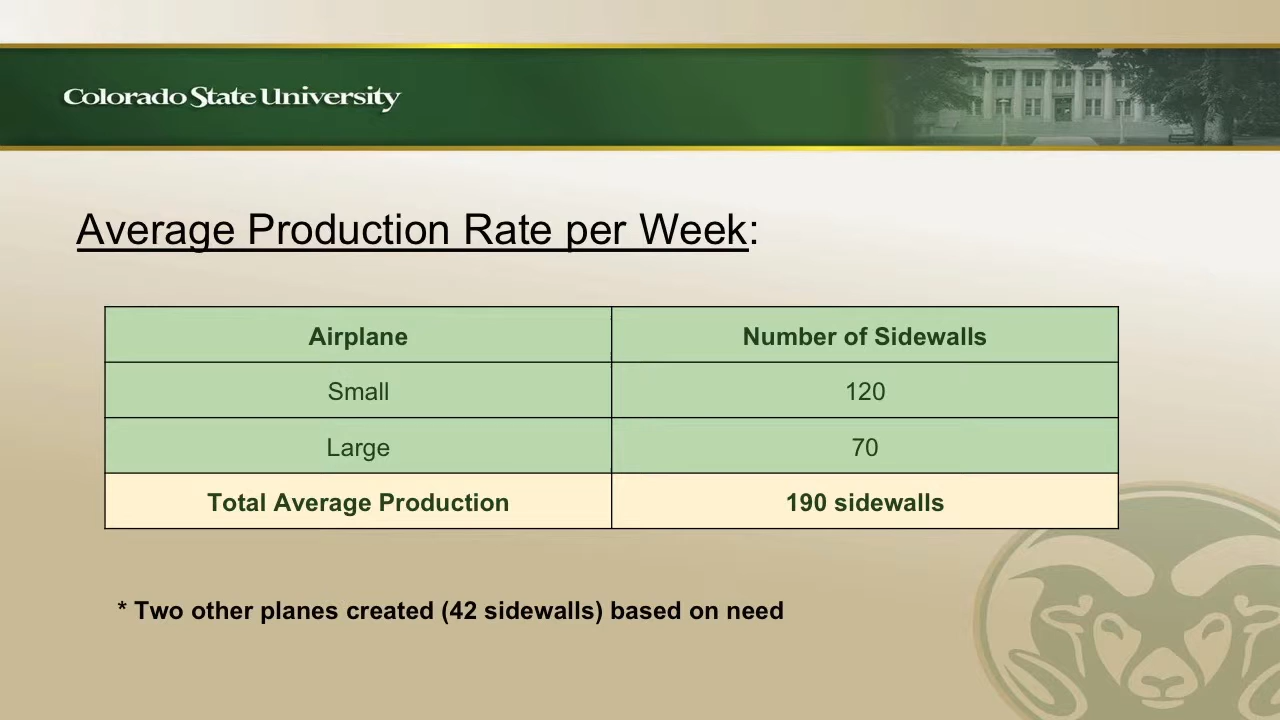 Colorado State University
Average Production Rate per Week:
Airplane Number of Sidewalls
Small 120
Large 70
Total Average Production 190 sidewalls
* Two other planes created (42 sidewalls) based on need